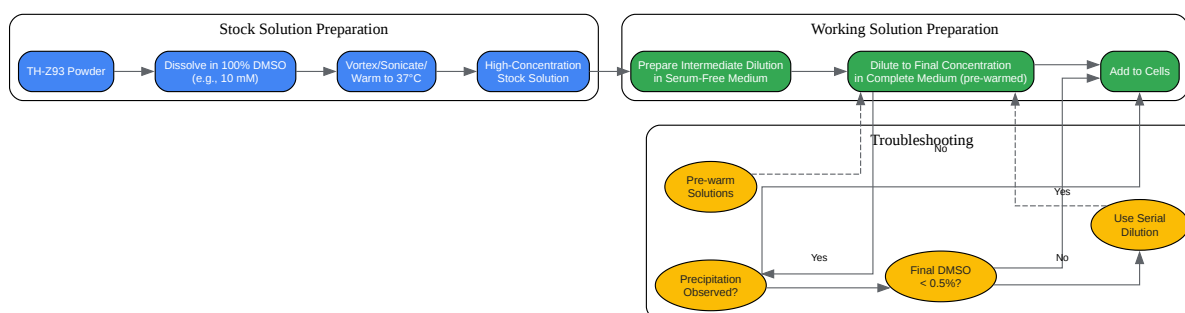 Stock Solution Preparation
TH-Z93 Powder
Dissolve in 100% DMSO
(e.g., 10 mM)
Vortex/Sonicate/
Warm to 37°C
High-Concentration
Stock Solution
Working Solution Preparation
Prepare Intermediate Dilution
in Serum-Free Medium
Dilute to Final Concentration
in Complete Medium (pre-warmed)
Add to Cells
Troubleshooting
No
Pre-warm
Solutions
Yes
Use Serial
Dilution
Yes
No
Precipitation
Observed?
Final DMSO
< 0.5%?